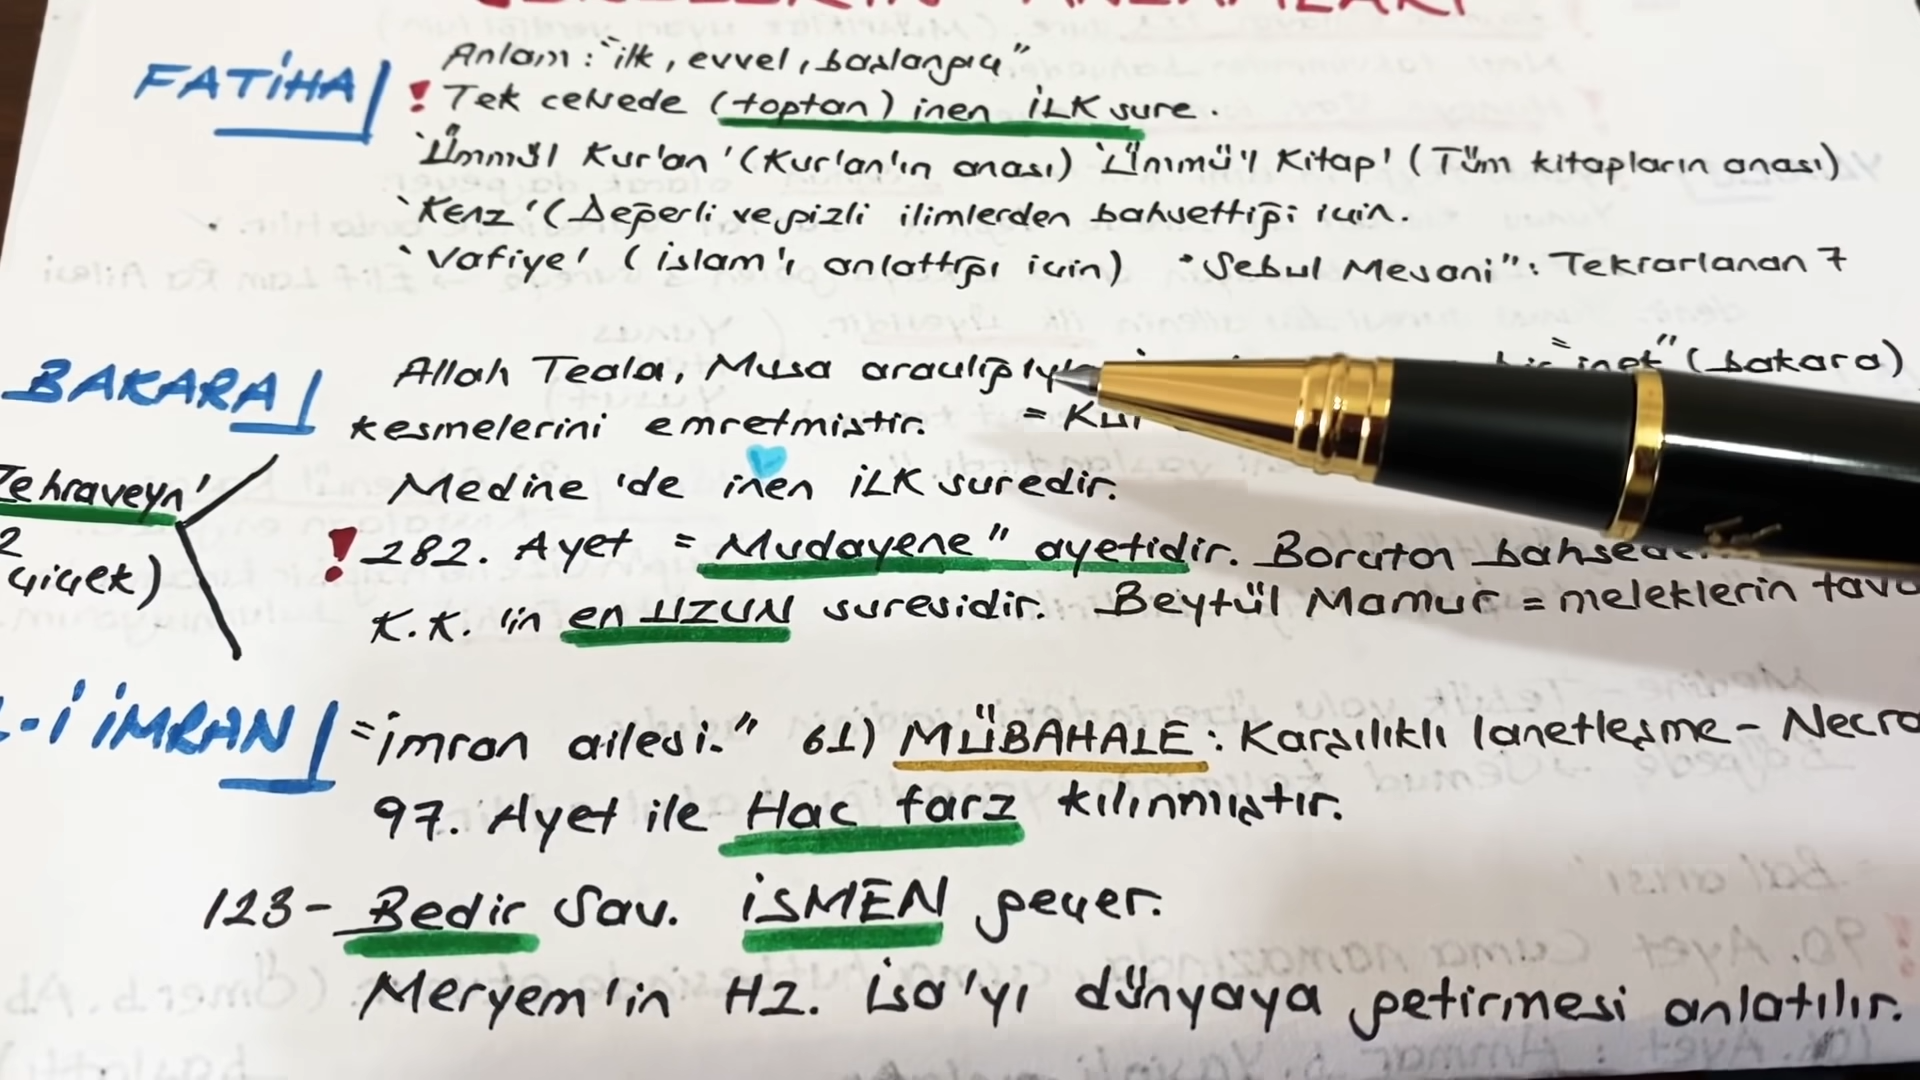 FATİHA
Anlam: "ilk, evvel, başlangıç"
! Tek celsede (toptan) inen İLK sure.
'Ümmül Kur'an' (Kur'an'ın anası) 'Ümmü'l Kitap' (Tüm kitapların anası)
'Kenz' (Değerli ve gizli ilimlerden bahsettiği için.
'Vafiye' (İslam'ı anlattığı için) "Sebul Mesani": Tekrarlanan 7
BAKARA
Allah Teala, Musa aracılığıyla "inek" (bakara)
kesmelerini emretmiştir. =
Medine'de inen İLK suredir.
Zehraveyn'
2
çiçek)
! 282. Ayet = Mudayene" ayetidir. Borçtan
K.K.'in en UZUN suresidir. Beytül Mamur = meleklerin
-İ İMRAN
"İmran ailesi." 61) MÜBAHALE: Karşılıklı lanetleşme -
97. Ayet ile Hac farz kılınmıştır.
123- Bedir Sav. İSMEN geçer.
Meryem'in HZ. İsa'yı dünyaya getirmesi anlatılır.